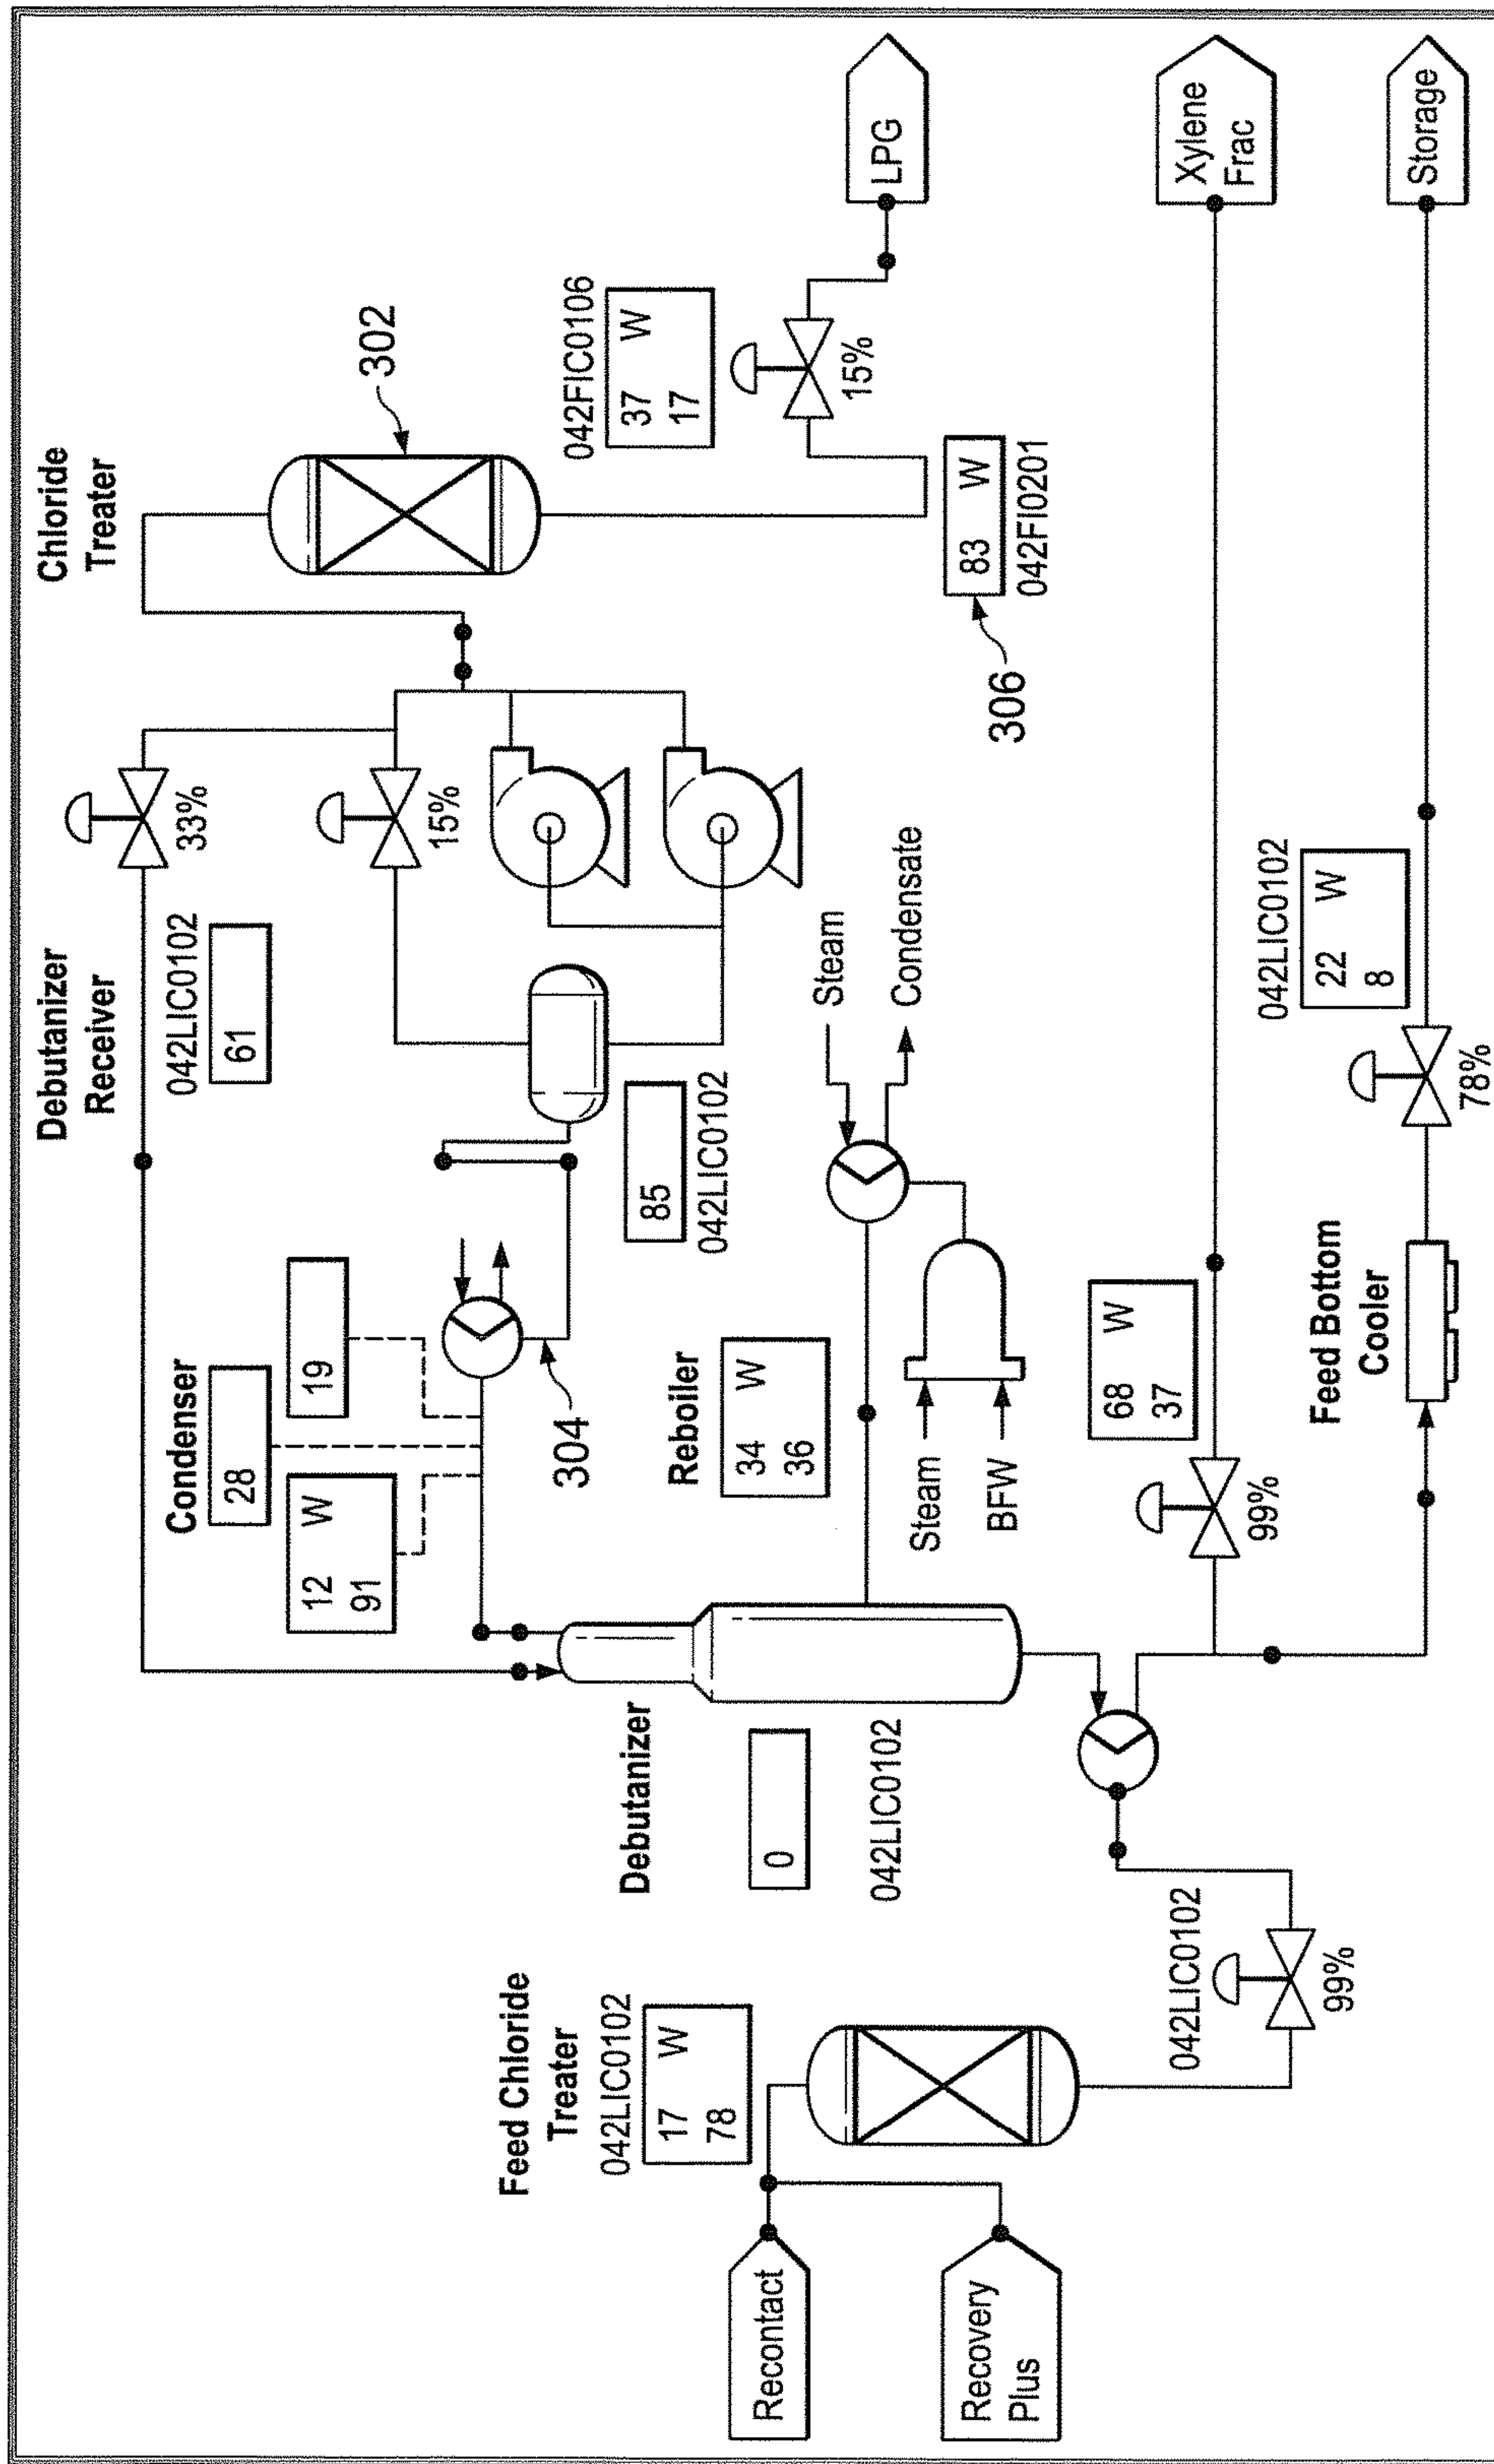 Feed Chloride
Treater
042LIC0102
17 W
78
Recontact
Recovery
Plus
042LIC0102
99%
Debutanizer
0
042LIC0102
Condenser
12 W
91
28
19
304
Debutanizer
Receiver
042LIC0102
61
85
042LIC0102
33%
15%
Chloride
Treater
302
042FIC0106
37 W
17
15%
83 W
042FI0201
306
LPG
Reboiler
34 W
36
Steam
BFW
Steam
Condensate
68 W
37
99%
Xylene
Frac
Feed Bottom
Cooler
042LIC0102
22 W
8
78%
Storage